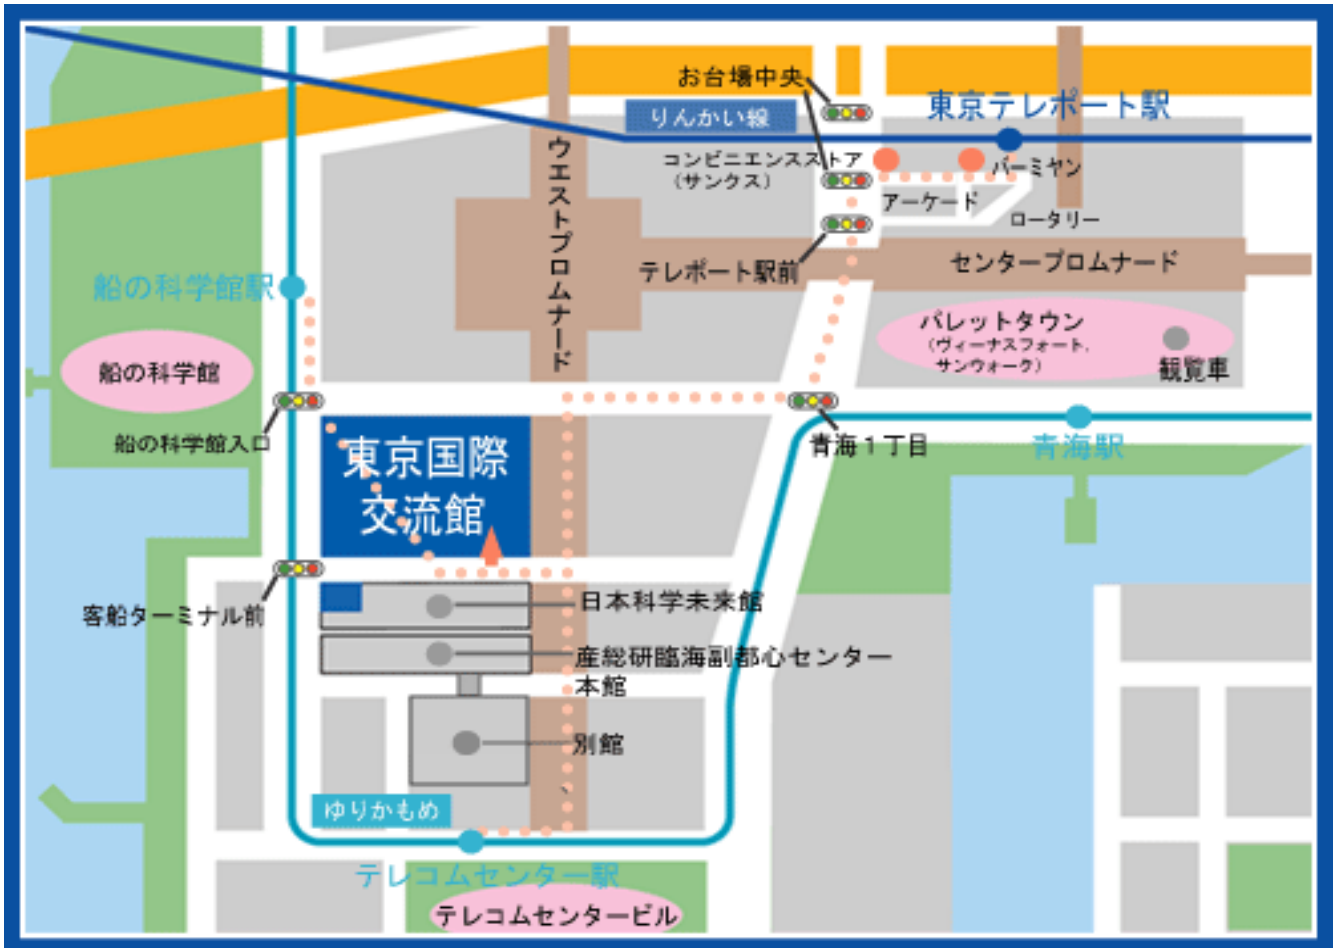 お台場中央
東京テレポート駅
りんかい線
コンビニエンスストア
(サンクス)
バーミヤン
アーケード
ロータリー
ウエストプロムナード
テレポート駅前
センタープロムナード
船の科学館駅
パレットタウン
(ヴィーナスフォート,
サンウォーク)
観覧車
船の科学館
船の科学館入口
東京国際
交流館
青海1丁目
青海駅
客船ターミナル前
日本科学未来館
産総研臨海副都心センター
本館
別館
、
ゆりかもめ
テレコムセンター駅
テレコムセンタービル